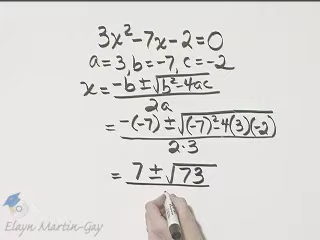 3x²-7x-2=0
a=3, b=-7, c=-2
x = -b ± √b²-4ac / 2a
= -(-7) ± √(-7)²-4(3)(-2) / 2·3
= 7 ± √73
Elayn Martin-Gay